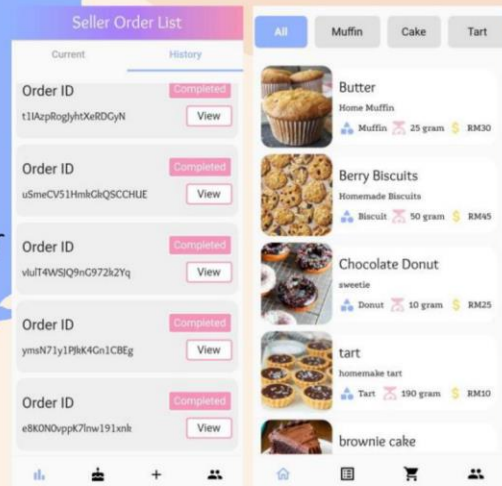 Seller Order List
Current
History
Order ID
Completed
t1IAzpRogJyhtXeRDGyN
View
Order ID
Completed
uSmeCV51HmkGkQSCCHUE
View
Order ID
Completed
vluIT4WSJQ9nG972k2Yq
View
Order ID
Completed
ymsN71y1PJkK4Gn1CBEg
View
Order ID
Completed
e8K0N0vppK7lnw191xnk
View
All
Muffin
Cake
Tart
Butter
Home Muffin
Muffin 25 gram $ RM30
Berry Biscuits
Homemade Biscuits
Biscuit 50 gram $ RM45
Chocolate Donut
sweetie
Donut 10 gram $ RM25
tart
homemake tart
Tart 190 gram $ RM10
brownie cake